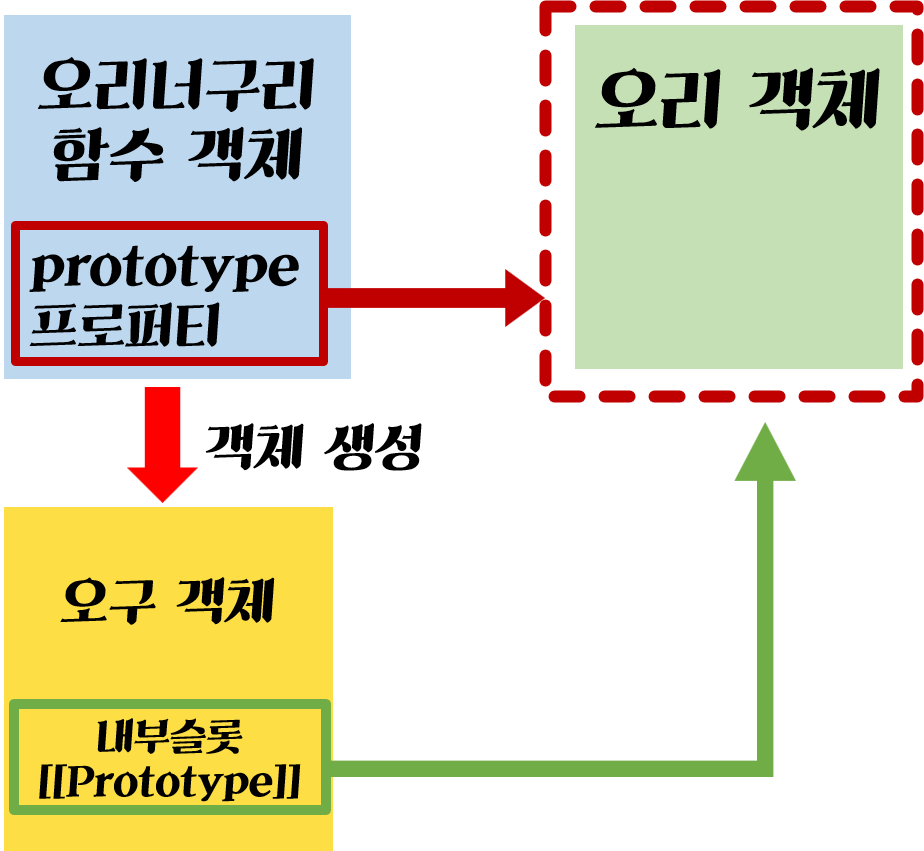 오리너구리
함수 객체
prototype
프로퍼티
오리 객체
객체 생성
오구 객체
내부슬롯
[[Prototype]]